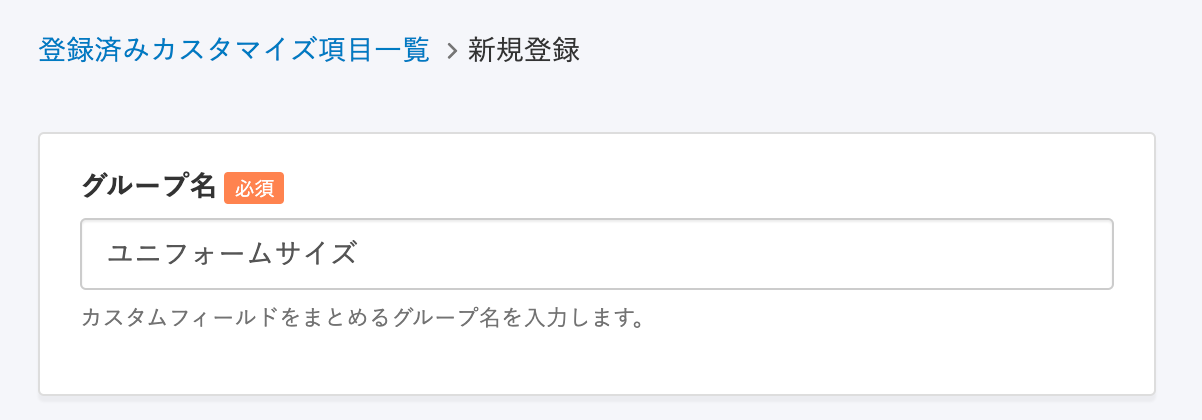 登録済みカスタマイズ項目一覧 > 新規登録
グループ名 必須
ユニフォームサイズ
カスタムフィールドをまとめるグループ名を入力します。